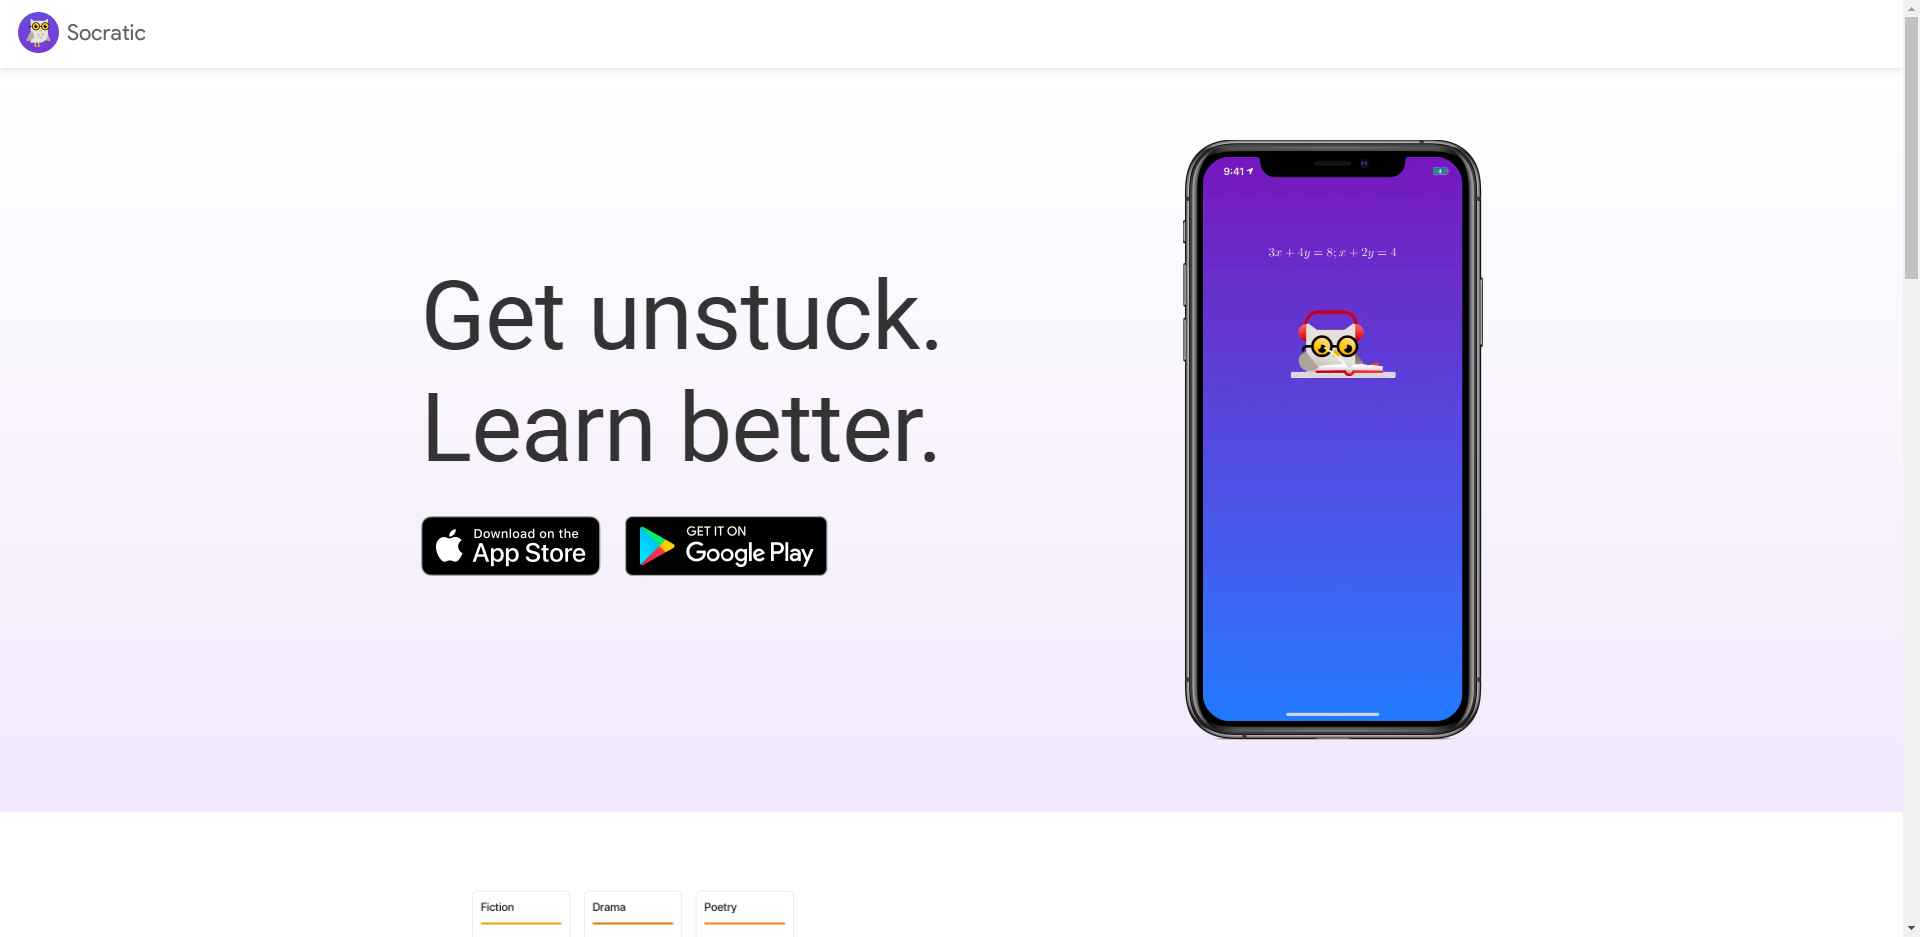 Socratic
9:41
3x + 4y = 8; x + 2y = 4
Get unstuck.
Learn better.
Download on the
App Store
GET IT ON
Google Play
Fiction
Drama
Poetry